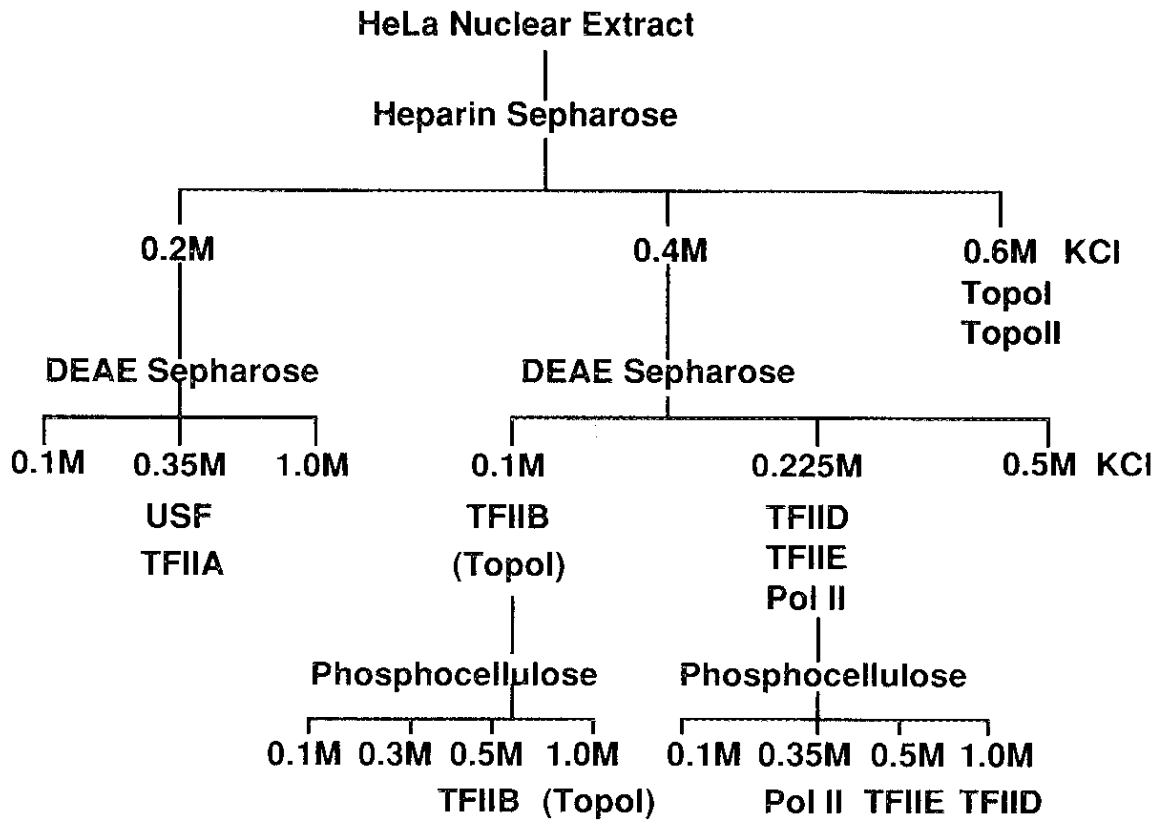 HeLa Nuclear Extract
Heparin Sepharose
0.2M 0.4M 0.6M KCl
TopoI
TopoII
DEAE Sepharose DEAE Sepharose
0.1M 0.35M 1.0M 0.1M 0.225M 0.5M KCl
USF TFIIB TFIID
TFIIA (TopoI) TFIIE
Pol II
Phosphocellulose Phosphocellulose
0.1M 0.3M 0.5M 1.0M 0.1M 0.35M 0.5M 1.0M
TFIIB (TopoI) Pol II TFIIE TFIID